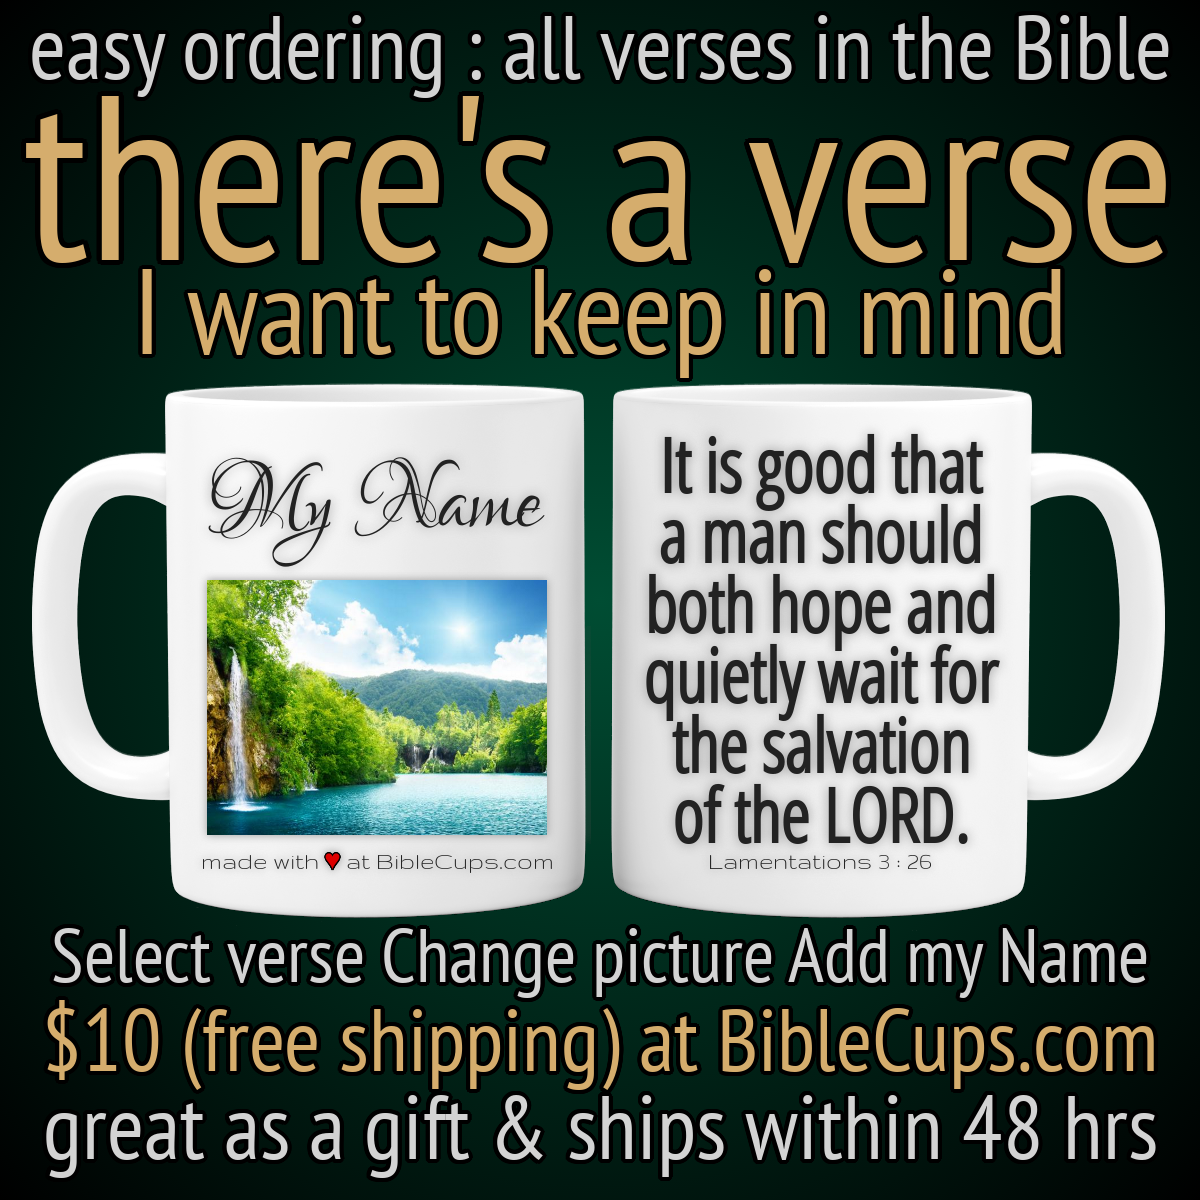 easy ordering : all verses in the Bible
there's a verse
I want to keep in mind
My Name
made with ♥ at BibleCups.com
It is good that
a man should
both hope and
quietly wait for
the salvation
of the LORD.
Lamentations 3 : 26
Select verse Change picture Add my Name
$10 (free shipping) at BibleCups.com
great as a gift & ships within 48 hrs